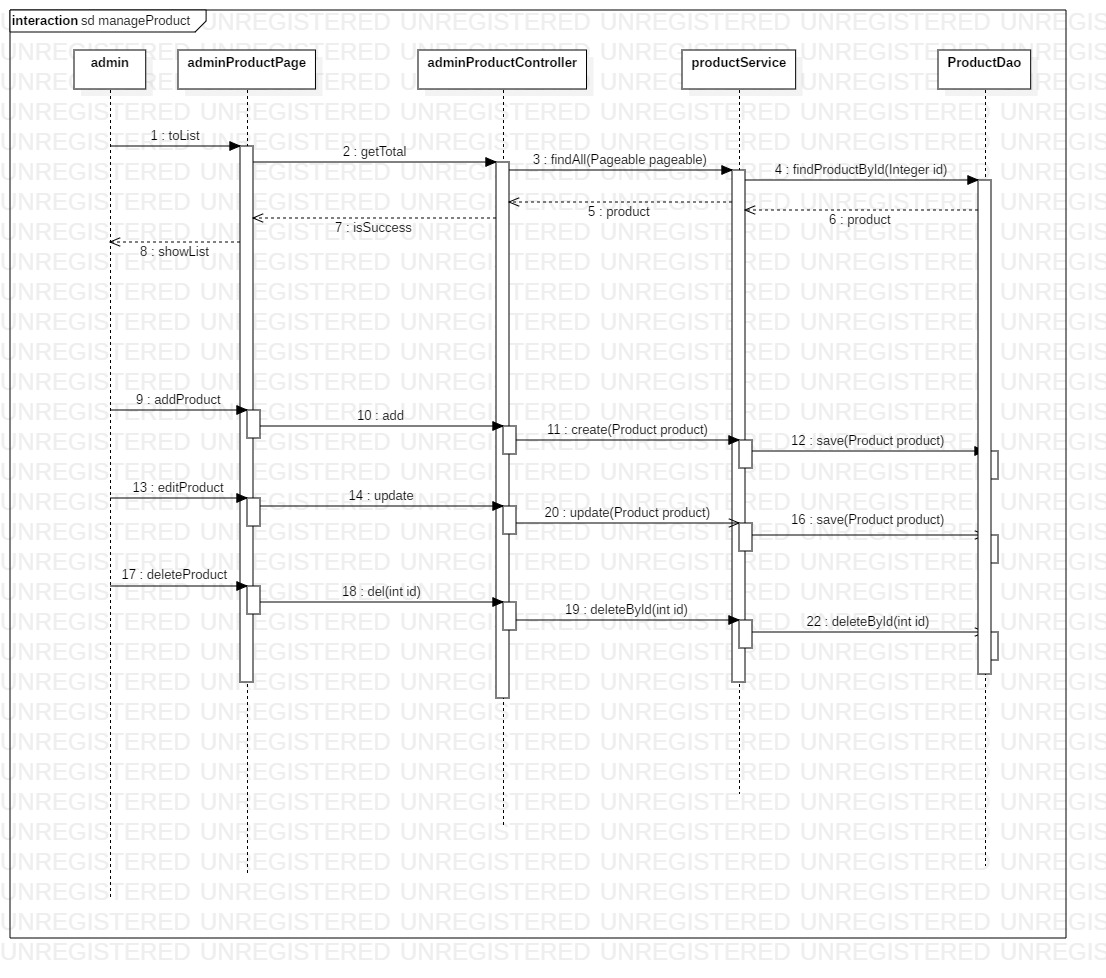 interaction sd manageProduct
admin
adminProductPage
adminProductController
productService
ProductDao
1 : toList
2 : getTotal
3 : findAll(Pageable pageable)
4 : findProductById(Integer id)
5 : product
6 : product
7 : isSuccess
8 : showList
9 : addProduct
10 : add
11 : create(Product product)
12 : save(Product product)
13 : editProduct
14 : update
20 : update(Product product)
16 : save(Product product)
17 : deleteProduct
18 : del(int id)
19 : deleteById(int id)
22 : deleteById(int id)
UNREGISTERED